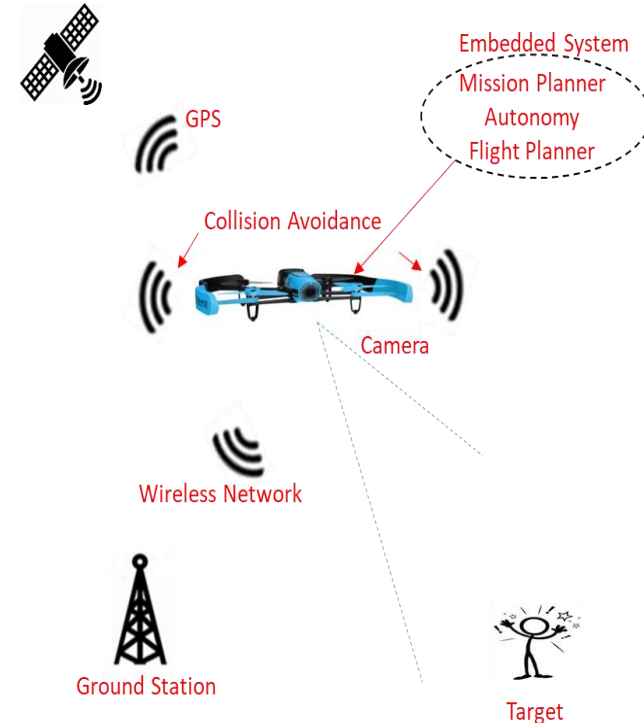 Embedded System
Mission Planner
Autonomy
Flight Planner
GPS
Collision Avoidance
Camera
Wireless Network
Ground Station
Target